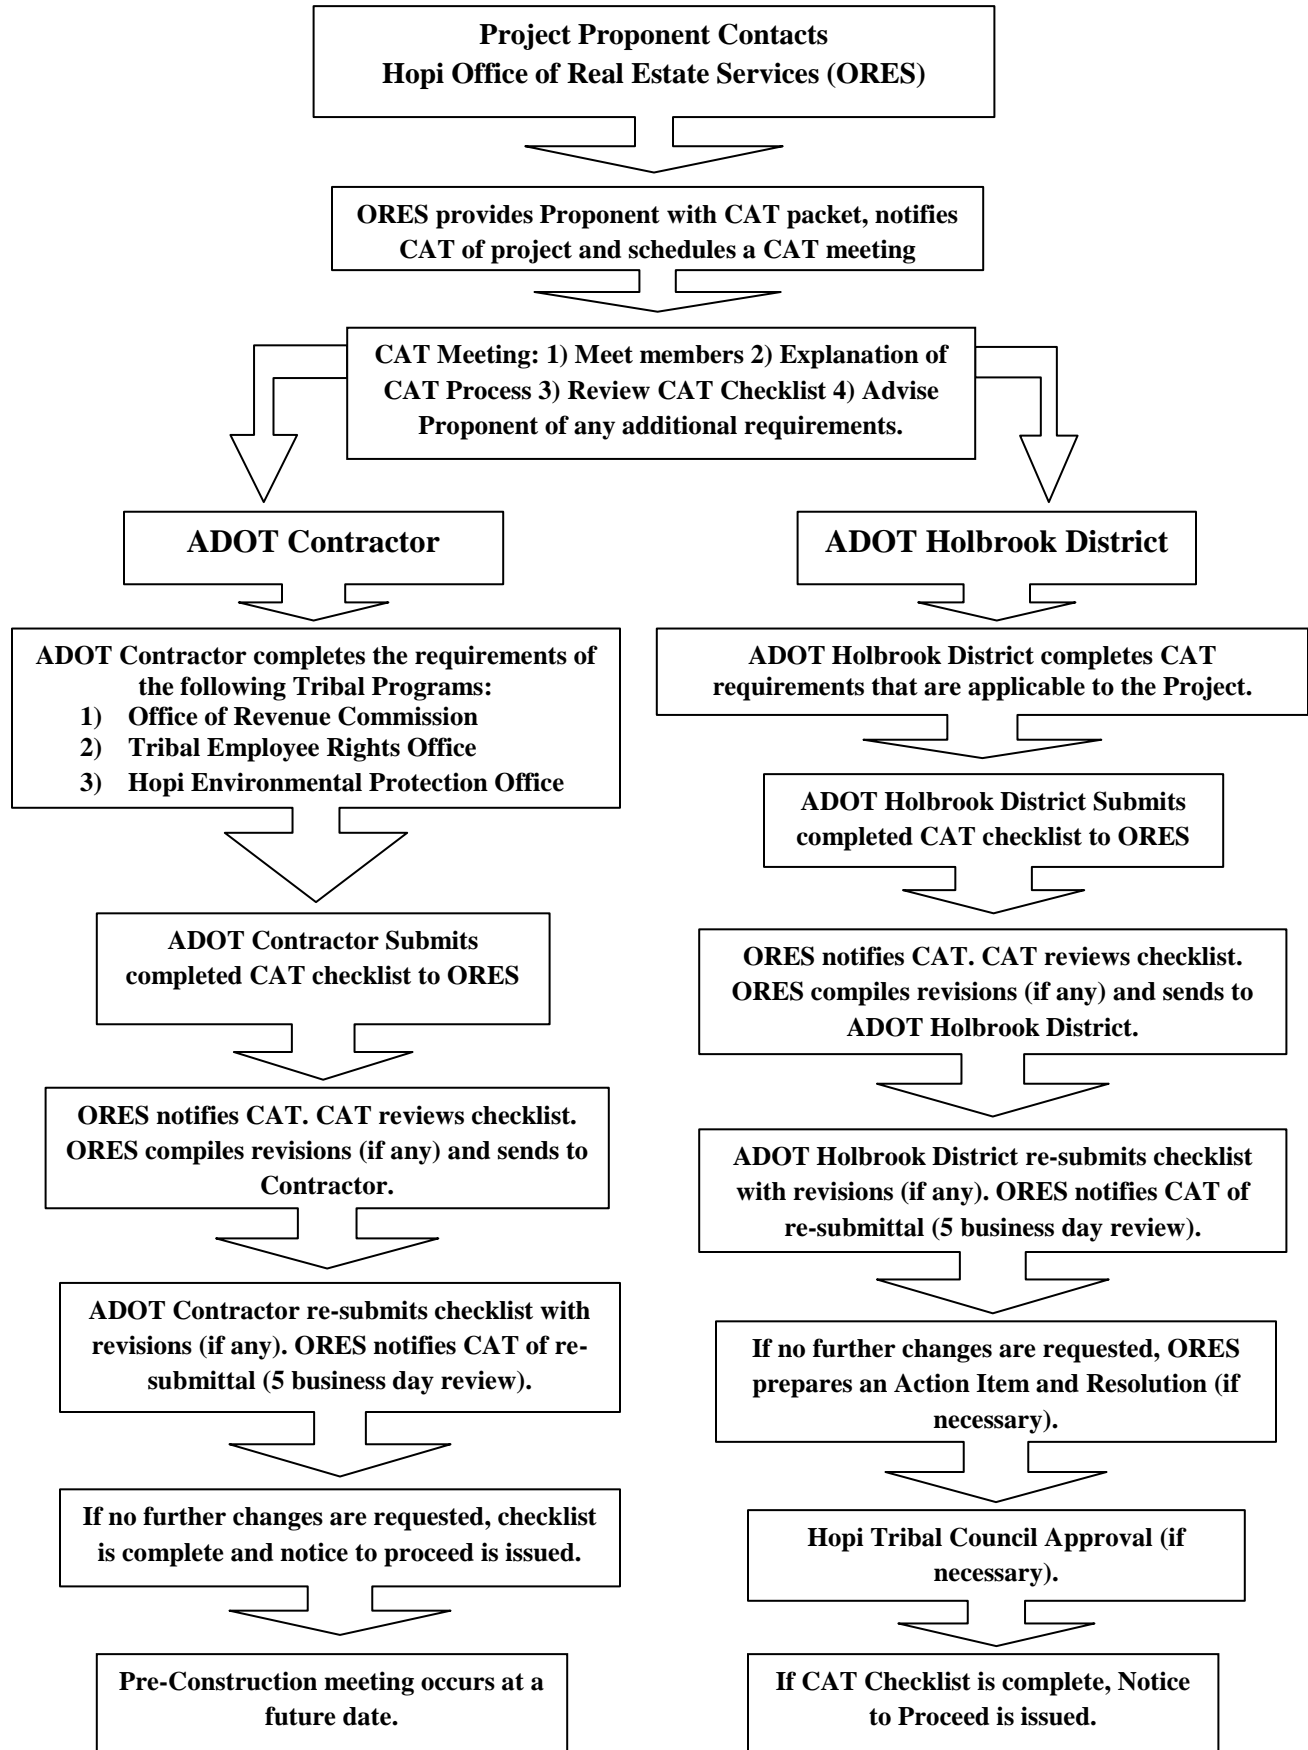 Project Proponent Contacts
Hopi Office of Real Estate Services (ORES)
ORES provides Proponent with CAT packet, notifies
CAT of project and schedules a CAT meeting
CAT Meeting: 1) Meet members 2) Explanation of
CAT Process 3) Review CAT Checklist 4) Advise
Proponent of any additional requirements.
ADOT Contractor
ADOT Contractor completes the requirements of
the following Tribal Programs:
1) Office of Revenue Commission
2) Tribal Employee Rights Office
3) Hopi Environmental Protection Office
ADOT Contractor Submits
completed CAT checklist to ORES
ORES notifies CAT. CAT reviews checklist.
ORES compiles revisions (if any) and sends to
Contractor.
ADOT Contractor re-submits checklist with
revisions (if any). ORES notifies CAT of re-
submittal (5 business day review).
If no further changes are requested, checklist
is complete and notice to proceed is issued.
Pre-Construction meeting occurs at a
future date.
ADOT Holbrook District
ADOT Holbrook District completes CAT
requirements that are applicable to the Project.
ADOT Holbrook District Submits
completed CAT checklist to ORES
ORES notifies CAT. CAT reviews checklist.
ORES compiles revisions (if any) and sends to
ADOT Holbrook District.
ADOT Holbrook District re-submits checklist
with revisions (if any). ORES notifies CAT of
re-submittal (5 business day review).
If no further changes are requested, ORES
prepares an Action Item and Resolution (if
necessary).
Hopi Tribal Council Approval (if
necessary).
If CAT Checklist is complete, Notice
to Proceed is issued.